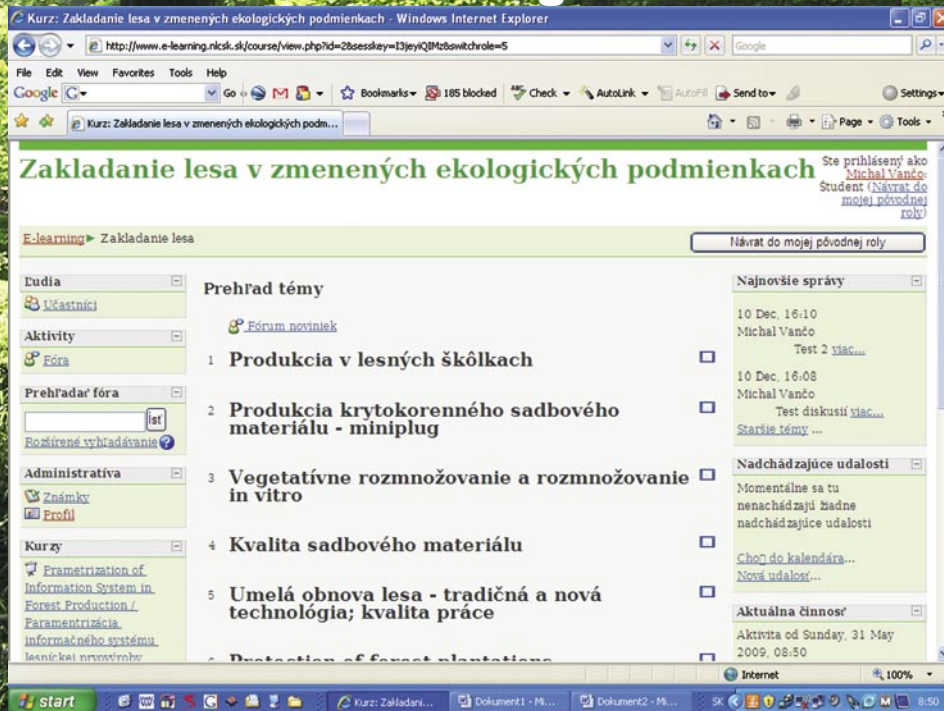 Kurz: Zakladanie lesa v zmenených ekologických podmienkach - Windows Internet Explorer
http://www.e-learning.nlcsk.sk/course/view.php?id=2&sesskey=I3jeyiQIMz&switchrole=5
Google
File Edit View Favorites Tools Help
Google G Go Bookmarks 185 blocked Check AutoLink AutoFill Send to Settings
Kurz: Zakladanie lesa v zmenených ekologických podm... Page Tools
Zakladanie lesa v zmenených ekologických podmienkach
Ste prihlásený ako
Michal Vančo:
Študent (Návrat do
mojej pôvodnej
roly)
E-learning► Zakladanie lesa
Návrat do mojej pôvodnej roly
Ľudia
Účastníci
Aktivity
Fóra
Prehľadať fóra
ísť
Rozšírené vyhľadávanie
Administratíva
Známky
Profil
Kurzy
Prametrization of
Information System in
Forest Production /
Paramentrizácia
informačného systému
lesníckej prvovýroby
Prehľad témy
Fórum noviniek
1 Produkcia v lesných škôlkach
2 Produkcia krytokorenného sadbového
materiálu - miniplug
3 Vegetatívne rozmnožovanie a rozmnožovanie
in vitro
4 Kvalita sadbového materiálu
5 Umelá obnova lesa - tradičná a nová
technológia; kvalita práce
6 Protection of forest plantations
Najnovšie správy
10 Dec, 16:10
Michal Vančo
Test 2 viac...
10 Dec, 16:08
Michal Vančo
Test diskusií viac...
Staršie témy ...
Nadchádzajúce udalosti
Momentálne sa tu
nenachádzajú žiadne
nadchádzajúce udalosti
Choď do kalendára...
Nová udalosť...
Aktuálna činnosť
Aktivita od Sunday, 31 May
2009, 08:50
Internet 100%
start Kurz: Zakladani... Dokument1 - Mi... Dokument2 - Mi... SK 8:50